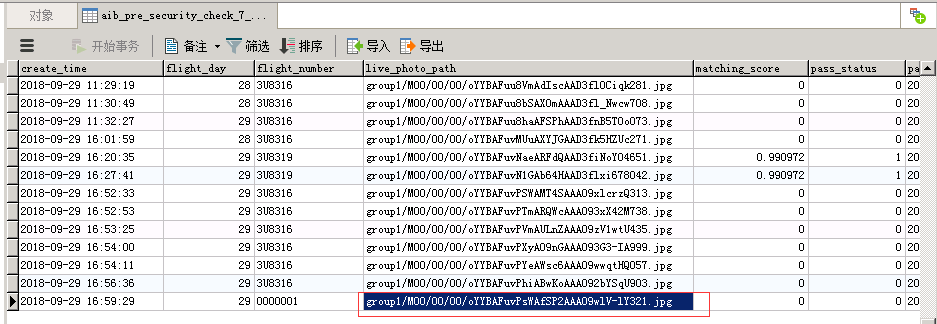 对象 aib_pre_security_check_7_...
开始事务 备注 筛选 排序 导入 导出
create_time flight_day flight_number live_photo_path matching_score pass_status pa
2018-09-29 11:29:19 28 3U8316 group1/M00/00/00/oYYBAFuu8VmAdIscAAD3fl0Ciqk281.jpg 0 0 20
2018-09-29 11:30:49 28 3U8316 group1/M00/00/00/oYYBAFuu8bSAXOmAAAD3fl_Nwcw708.jpg 0 0 20
2018-09-29 11:32:27 29 3U8316 group1/M00/00/00/oYYBAFuu8haAFSPhAAD3fnB5TOo073.jpg 0 0 20
2018-09-29 16:01:59 28 3U8316 group1/M00/00/00/oYYBAFuvMUuAXYJGAAD3fk5HZUc271.jpg 0 0 20
2018-09-29 16:20:35 29 3U8319 group1/M00/00/00/oYYBAFuvNaeARFdQAAD3fiNoY04651.jpg 0.990972 1 20
2018-09-29 16:27:41 29 3U8319 group1/M00/00/00/oYYBAFuvN1GAb64HAAD3flxi678042.jpg 0.990972 1 20
2018-09-29 16:52:33 29 3U8316 group1/M00/00/00/oYYBAFuvPSWAMT4SAAA09xlcrzQ313.jpg 0 0 20
2018-09-29 16:52:53 29 3U8316 group1/M00/00/00/oYYBAFuvPTmARQWcAAA093xX42M738.jpg 0 0 20
2018-09-29 16:53:25 29 3U8316 group1/M00/00/00/oYYBAFuvPVmAULnZAAAO9zV1wtU435.jpg 0 0 20
2018-09-29 16:54:00 29 3U8316 group1/M00/00/00/oYYBAFuvPXyAO9nGAAA093G3-IA999.jpg 0 0 20
2018-09-29 16:54:11 29 3U8316 group1/M00/00/00/oYYBAFuvPYeAWsc6AAAO9wwqtHQ057.jpg 0 0 20
2018-09-29 16:56:36 29 3U8316 group1/M00/00/00/oYYBAFuvPhiABwKoAAA092bYSqU903.jpg 0 0 20
2018-09-29 16:59:29 29 0000001 group1/M00/00/00/oYYBAFuvPsWAfSP2AAAO9wlV-lY321.jpg 0 0 20